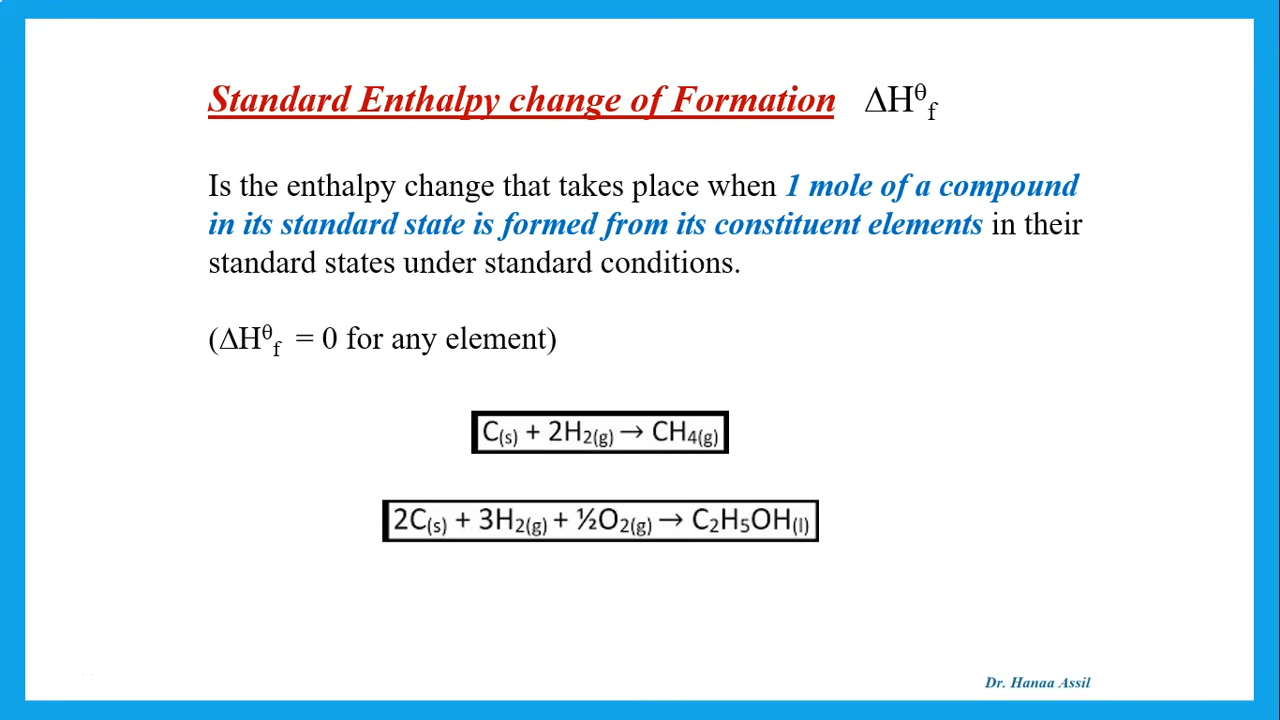 Standard Enthalpy change of Formation ΔHᶿf
Is the enthalpy change that takes place when 1 mole of a compound
in its standard state is formed from its constituent elements in their
standard states under standard conditions.
(ΔHᶿf = 0 for any element)
C(s) + 2H₂(g) → CH₄(g)
2C(s) + 3H₂(g) + ½O₂(g) → C₂H₅OH(l)
Dr. Hanaa Assil